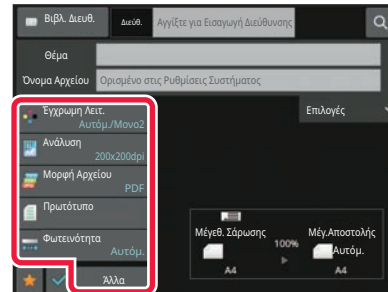 Βιβλ. Διευθ.
Διεύθ.
Αγγίξτε για Εισαγωγή Διεύθυνσης
Θέμα
Όνομα Αρχείου
Ορισμένο στις Ρυθμίσεις Συστήματος
Έγχρωμη Λειτ.
Αυτόμ./Μονο2
Επιλογές
Ανάλυση
200x200dpi
Μορφή Αρχείου
PDF
Πρωτότυπο
Φωτεινότητα
Αυτόμ.
Άλλα
Μέγεθ. Σάρωσης
100%
Μέγ.Αποστολής
Αυτόμ.
A4
A4